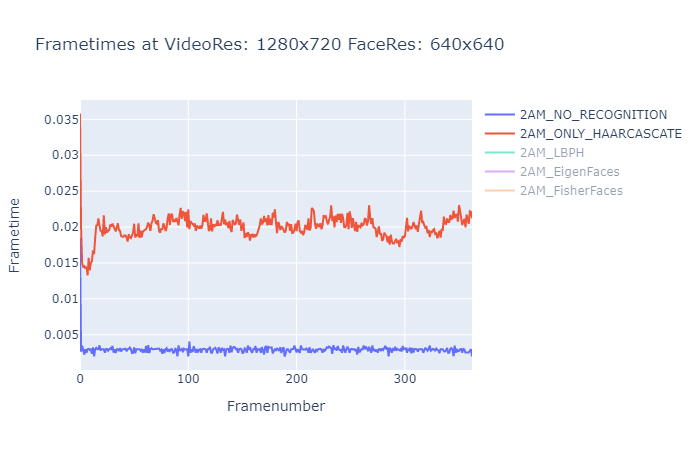 Frametimes at VideoRes: 1280x720 FaceRes: 640x640
2AM_NO_RECOGNITION
2AM_ONLY_HAARCASCATE
2AM_LBPH
2AM_EigenFaces
2AM_FisherFaces
Frametime
0.035
0.03
0.025
0.02
0.015
0.01
0.005
0 100 200 300
Framenumber